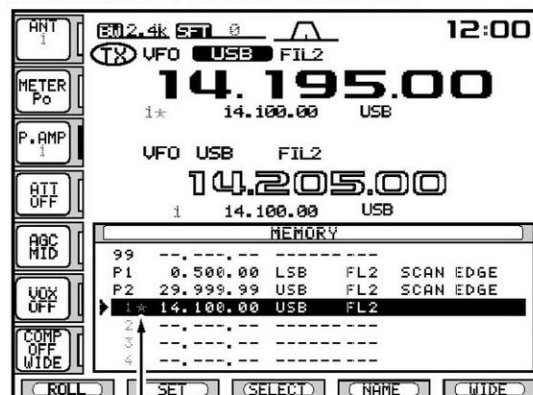 ANT
1
METER
Po
P.AMP
1
ATT
OFF
AGC
MID
VOX
OFF
COMP
OFF
WIDE
BW 2.4k SFT 0
12:00
TX VFO USB FIL2
14.195.00
1★ 14.100.00 USB
VFO USB FIL2
14.205.00
1 14.100.00 USB
MEMORY
99 --.---.-- --- --- ---
P1 0.500.00 LSB FL2 SCAN EDGE
P2 29.999.99 USB FL2 SCAN EDGE
1★ 14.100.00 USB FL2
2 --.---.-- --- --- ---
3 --.---.-- --- --- ---
4 --.---.-- --- --- ---
ROLL SET SELECT NAME WIDE